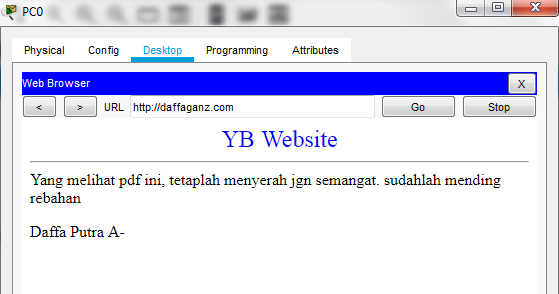 PC0
Physical Config Desktop Programming Attributes
Web Browser X
< > URL http://daffaganz.com Go Stop
YB Website
Yang melihat pdf ini, tetaplah menyerah jgn semangat. sudahlah mending
rebahan
Daffa Putra A-